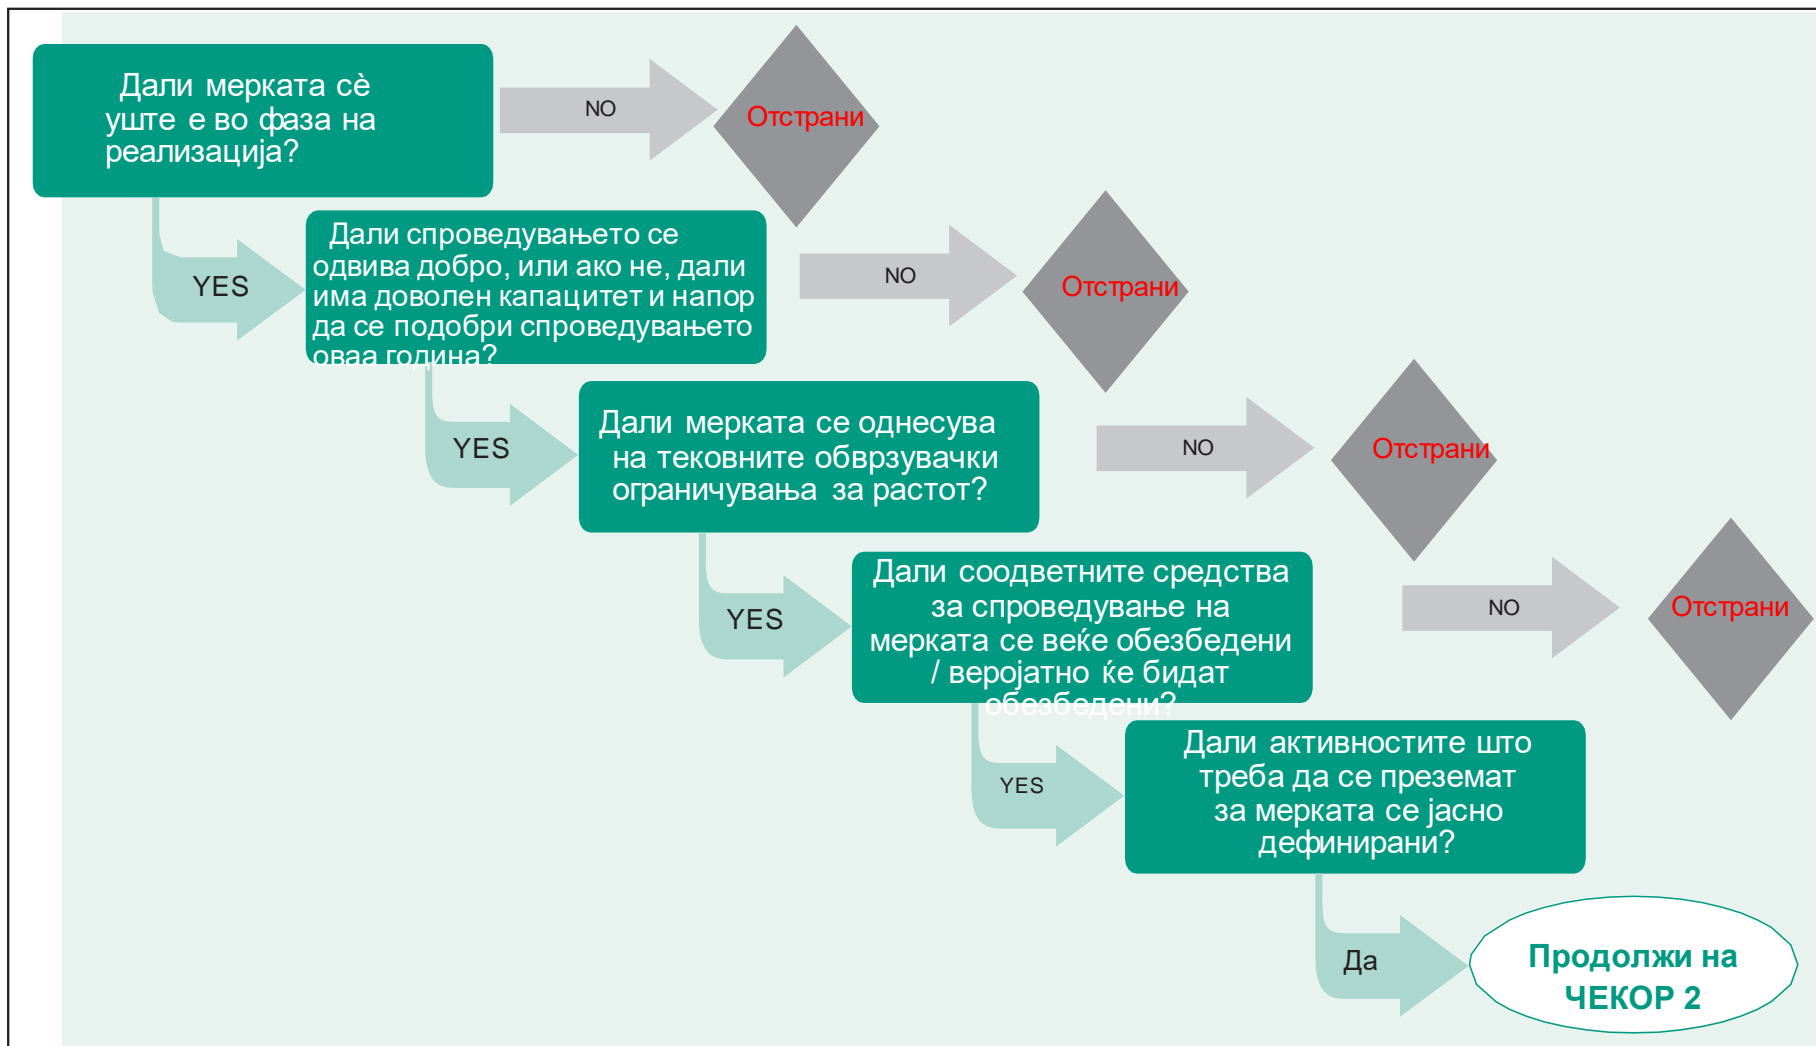 Дали мерката сѐ
уште е во фаза на
реализација?
NO
Отстрани
YES
Дали спроведувањето се
одвива добро, или ако не, дали
има доволен капацитет и напор
да се подобри спроведувањето
оваа година?
NO
Отстрани
YES
Дали мерката се однесува
на тековните обврзувачки
ограничувања за растот?
NO
Отстрани
YES
Дали соодветните средства
за спроведување на
мерката се веќе обезбедени
/ веројатно ќе бидат
обезбедени?
NO
Отстрани
YES
Дали активностите што
треба да се преземат
за мерката се јасно
дефинирани?
Да
Продолжи на
ЧЕКОР 2